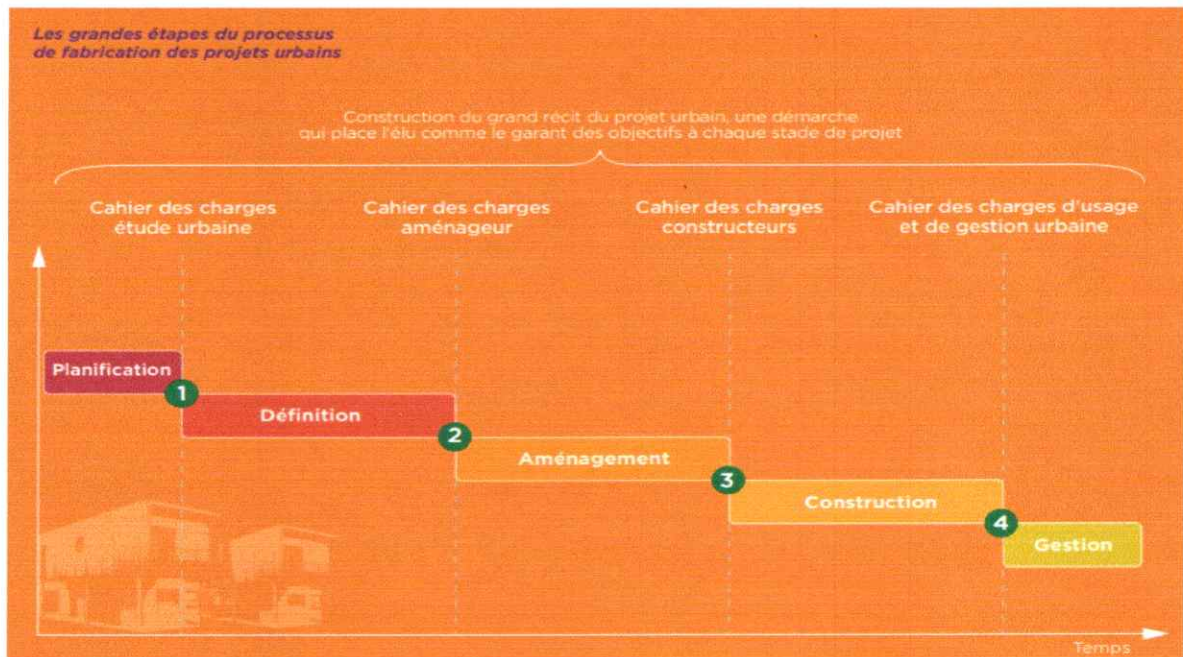 Les grandes étapes du processus
de fabrication des projets urbains
Construction du grand récit du projet urbain, une démarche
qui place l'élu comme le garant des objectifs à chaque stade de projet
Cahier des charges
étude urbaine
Cahier des charges
aménageur
Cahier des charges
constructeurs
Cahier des charges d'usage
et de gestion urbaine
Planification
1
Définition
2
Aménagement
3
Construction
4
Gestion
Temps